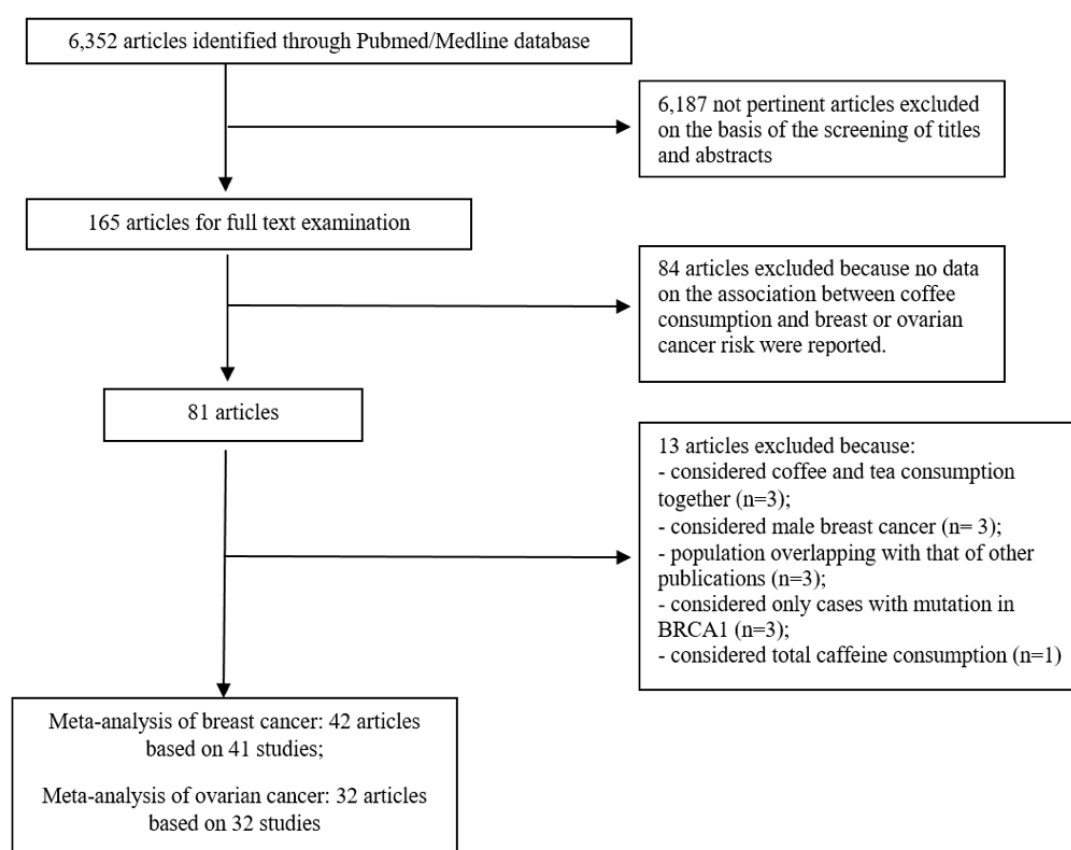 6,352 articles identified through Pubmed/Medline database
6,187 not pertinent articles excluded
on the basis of the screening of titles
and abstracts
165 articles for full text examination
84 articles excluded because no data
on the association between coffee
consumption and breast or ovarian
cancer risk were reported.
81 articles
13 articles excluded because:
- considered coffee and tea consumption
together (n=3);
- considered male breast cancer (n= 3);
- population overlapping with that of other
publications (n=3);
- considered only cases with mutation in
BRCA1 (n=3);
- considered total caffeine consumption (n=1)
Meta-analysis of breast cancer: 42 articles
based on 41 studies;
Meta-analysis of ovarian cancer: 32 articles
based on 32 studies